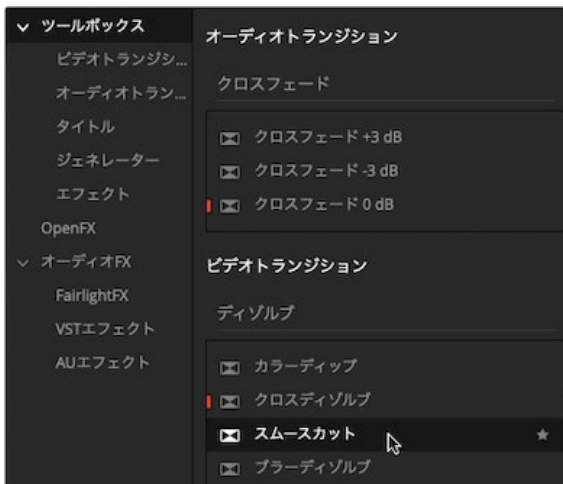 ツールボックス
ビデオトランジシ...
オーディオトラン...
タイトル
ジェネレーター
エフェクト
OpenFX
オーディオFX
FairlightFX
VSTエフェクト
AUエフェクト
オーディオトランジション
クロスフェード
クロスフェード +3 dB
クロスフェード -3 dB
クロスフェード 0 dB
ビデオトランジション
ディゾルブ
カラーディップ
クロスディゾルブ
スムースカット
ブラーディゾルブ